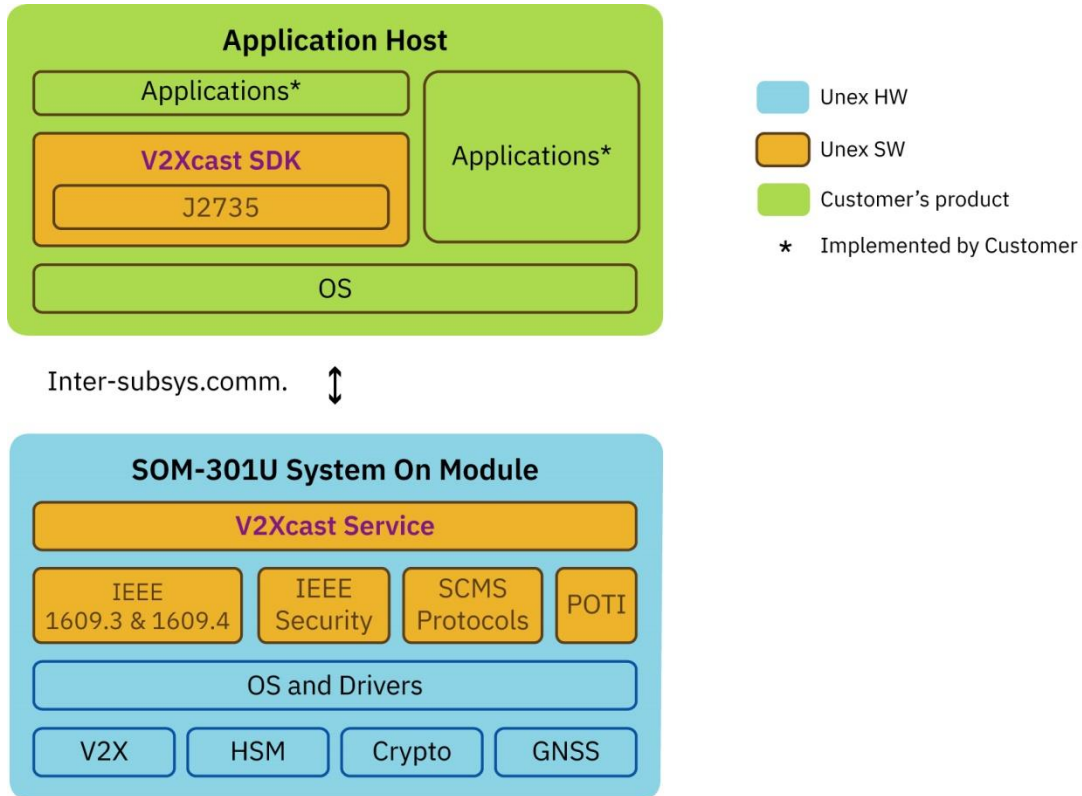 Application Host
Applications*
V2Xcast SDK
J2735
Applications*
OS
Unex HW
Unex SW
Customer's product
* Implemented by Customer
Inter-subsys.comm.
SOM-301U System On Module
V2Xcast Service
IEEE
1609.3 & 1609.4
IEEE
Security
SCMS
Protocols
POTI
OS and Drivers
V2X
HSM
Crypto
GNSS